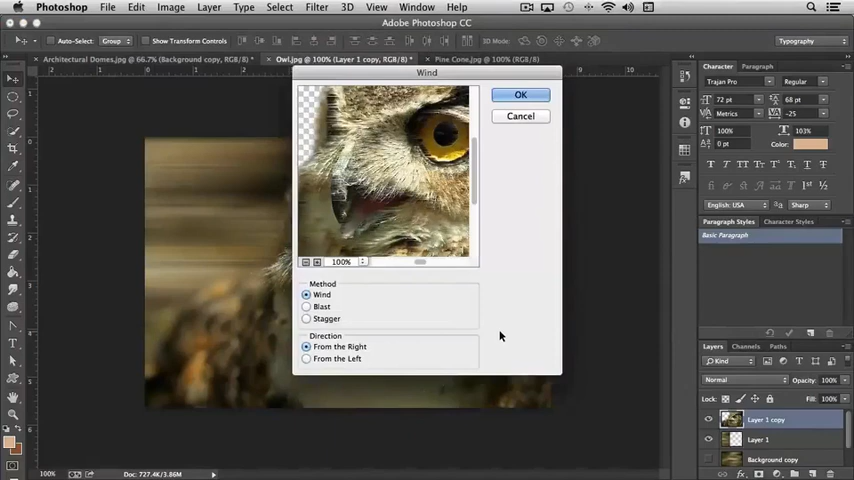 Photoshop File Edit Image Layer Type Select Filter 3D View Window Help
Adobe Photoshop CC
Auto-Select: Group Show Transform Controls 3D Mode: Typography
Architectural Domes.jpg @ 66.7% (Background copy, RGB/8) * Owl.jpg @ 100% (Layer 1 copy, RGB/8) * Pine Cone.jpg @ 100% (RGB/8)
Wind
OK
Cancel
100%
Method
Wind
Blast
Stagger
Direction
From the Right
From the Left
Character Paragraph
Trajan Pro Regular
72 pt 68 pt
Metrics -25
100% 103%
0 pt Color:
English: USA Sharp
Paragraph Styles Character Styles
Basic Paragraph
Layers Channels Paths
Kind
Normal Opacity: 100%
Lock: Fill: 100%
Layer 1 copy
Layer 1
Background copy
100% Doc: 727.4K/3.86M